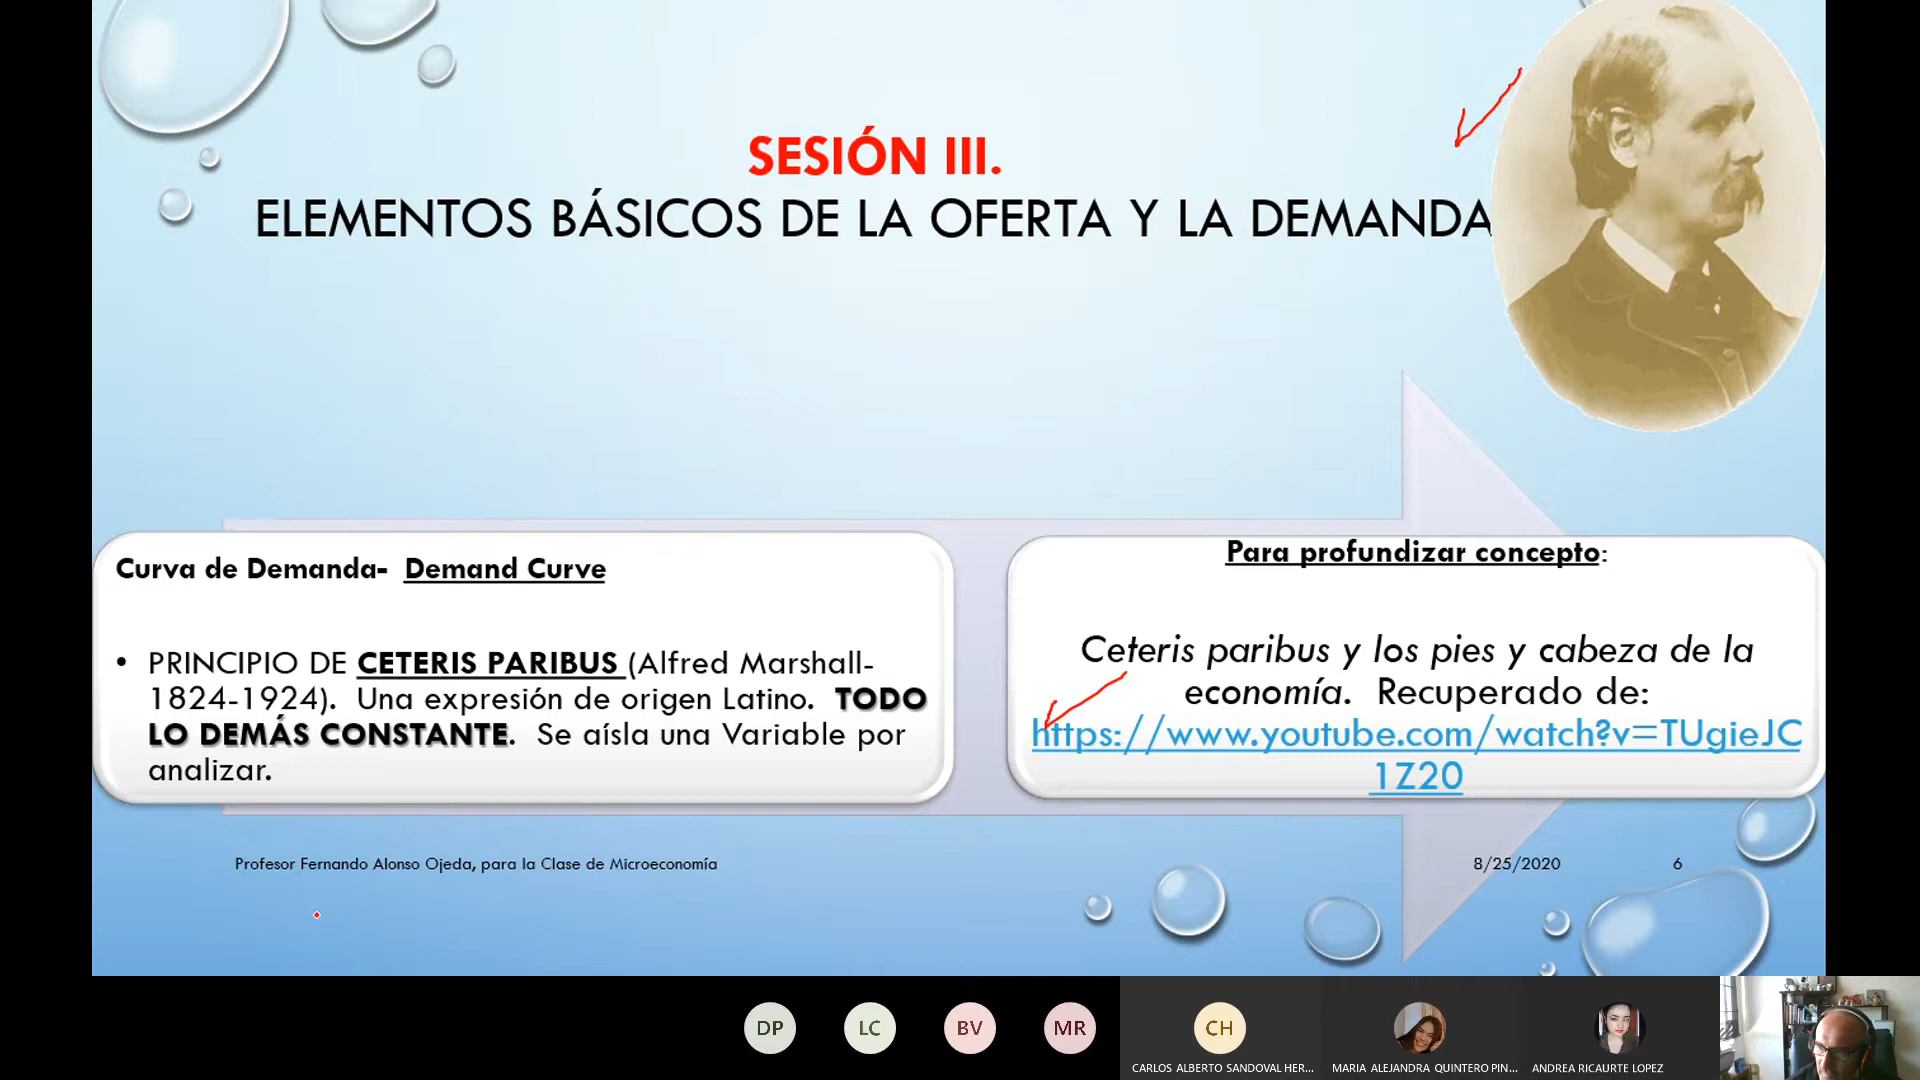 SESIÓN III.
ELEMENTOS BÁSICOS DE LA OFERTA Y LA DEMANDA
Curva de Demanda- Demand Curve
• PRINCIPIO DE CETERIS PARIBUS (Alfred Marshall-
1824-1924). Una expresión de origen Latino. TODO
LO DEMÁS CONSTANTE. Se aísla una Variable por
analizar.
Para profundizar concepto:
Ceteris paribus y los pies y cabeza de la
economía. Recuperado de:
https://www.youtube.com/watch?v=TUgieJC
1Z20
Profesor Fernando Alonso Ojeda, para la Clase de Microeconomía
8/25/2020
6
DP
LC
BV
MR
CH
CARLOS ALBERTO SANDOVAL HER...
MARIA ALEJANDRA QUINTERO PIN...
ANDREA RICAURTE LOPEZ